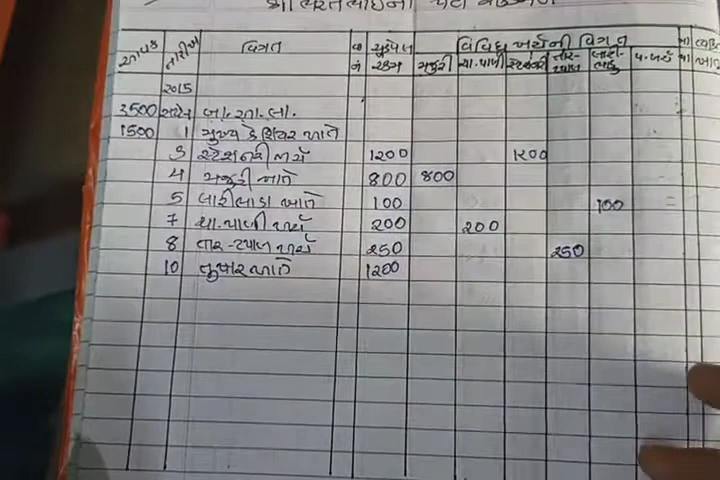 આવક તારીખ વિગત વા નં ચુકવેલ રકમ વિવિધ ખર્ચની વિગત
મજુરી ચા-પાણી સ્ટેશનરી તાર-ટપાલ લારી-ભાડુ પ.ખર્ચ
2015
3500 બા.આ.લા.
1500 1 મુખ્ય કેશિયર ખાતે
3 સ્ટેશનરી ખર્ચ 1200 1200
4 મજુરી ખાતે 800 800
5 લારીભાડા ખાતે 100 100
7 ચા-પાણી ખર્ચ 200 200
8 તાર-ટપાલ ખર્ચ 250 250
10 તુષાર ખાતે 1200